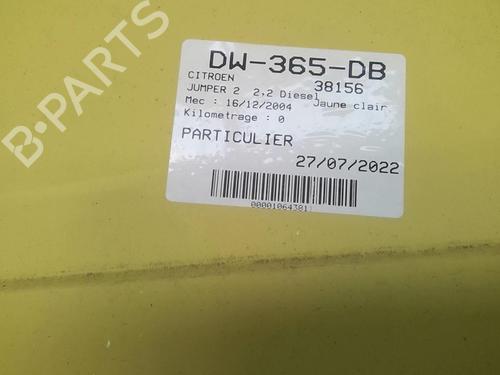 DW-365-DB
CITROEN 38156
JUMPER 2 2,2 Diesel
Mec : 16/12/2004 Jaune clair
Kilometrage : 0
PARTICULIER
27/07/2022
B-PARTS